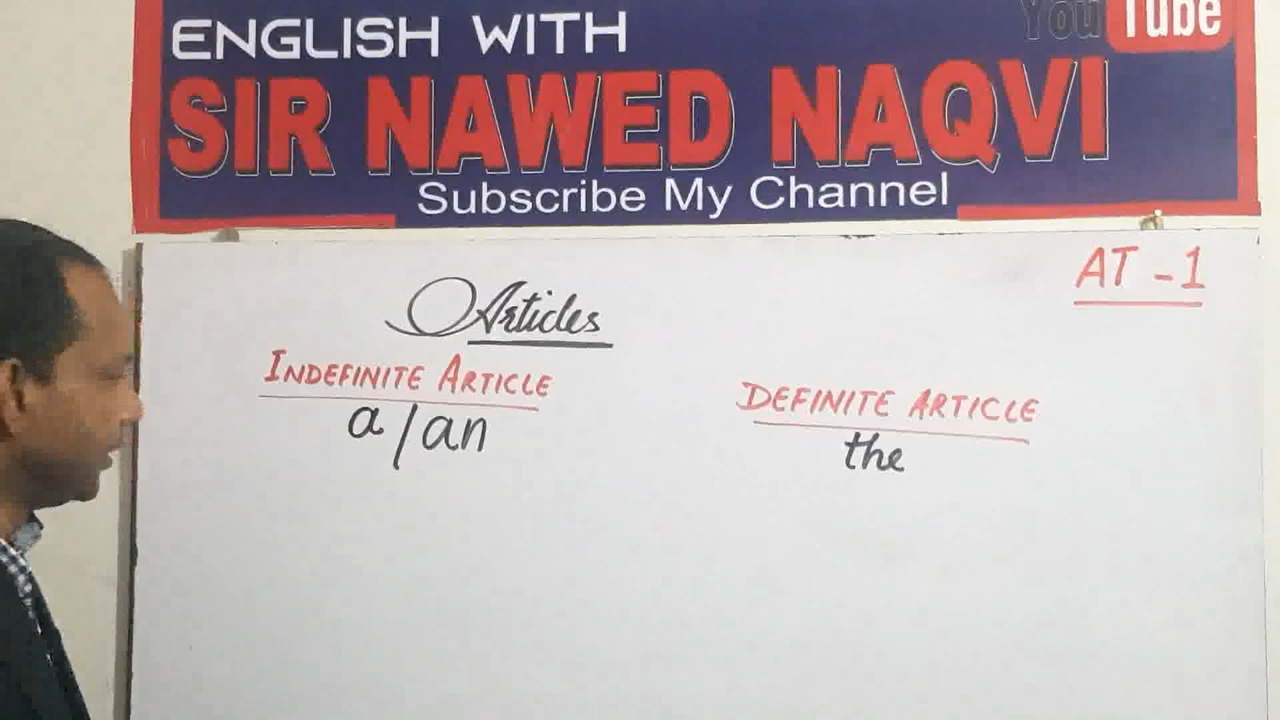 YouTube
ENGLISH WITH
SIR NAWED NAQVI
Subscribe My Channel
AT - 1
Articles
INDEFINITE ARTICLE
a / an
DEFINITE ARTICLE
the